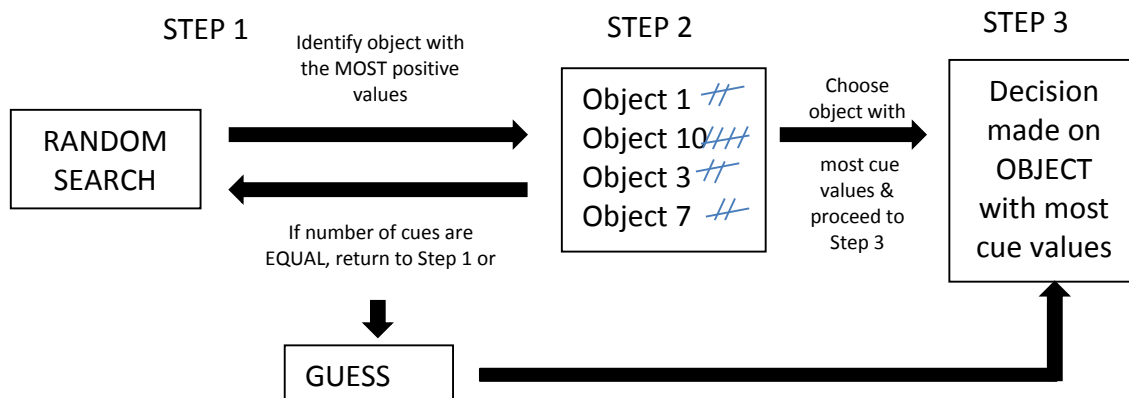 STEP 1
Identify object with
the MOST positive
values
STEP 2
STEP 3
RANDOM
SEARCH
Object 1
Object 10
Object 3
Object 7
Choose
object with
most cue
values &
proceed to
Step 3
Decision
made on
OBJECT
with most
cue values
If number of cues are
EQUAL, return to Step 1 or
GUESS